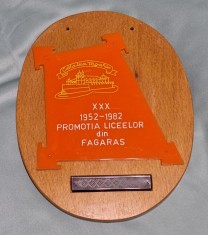 XXX
1952-1982
PROMOTIA LICEELOR
din
FAGARAS